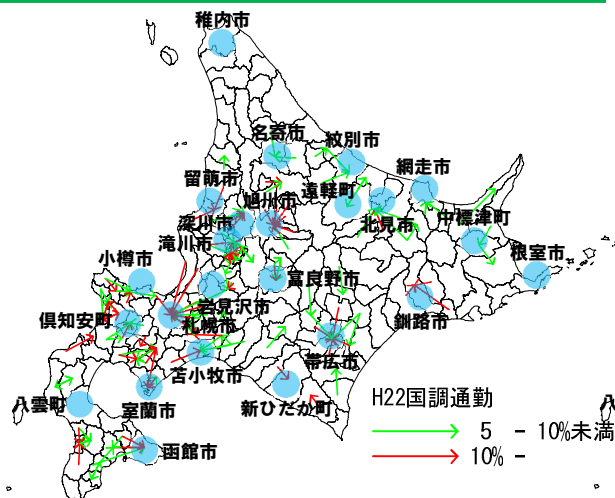 稚内市
名寄市
紋別市
網走市
留萌市
旭川市
遠軽町
深川市
北見市
中標津町
滝川市
根室市
小樽市
富良野市
岩見沢市
倶知安町
札幌市
釧路市
帯広市
苫小牧市
八雲町
室蘭市
新ひだか町
函館市
H22国調通勤
5 - 10%未満
10% -
八